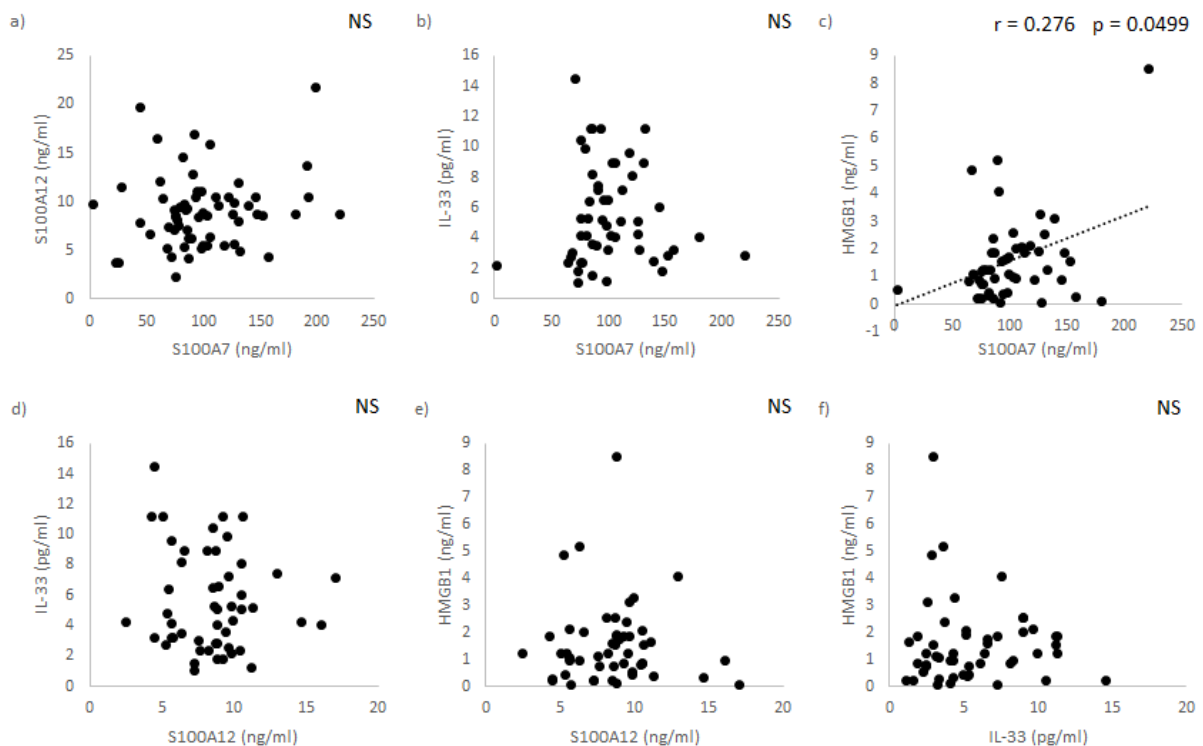 a) NS
S100A12 (ng/ml)
25
20
15
10
5
0
0 50 100 150 200 250
S100A7 (ng/ml)
b) NS
IL-33 (pg/ml)
16
14
12
10
8
6
4
2
0
0 50 100 150 200 250
S100A7 (ng/ml)
c) r = 0.276 p = 0.0499
HMGB1 (ng/ml)
9
8
7
6
5
4
3
2
1
0
-1
0 50 100 150 200 250
S100A7 (ng/ml)
d) NS
IL-33 (pg/ml)
16
14
12
10
8
6
4
2
0
0 5 10 15 20
S100A12 (ng/ml)
e) NS
HMGB1 (ng/ml)
9
8
7
6
5
4
3
2
1
0
0 5 10 15 20
S100A12 (ng/ml)
f) NS
HMGB1 (ng/ml)
9
8
7
6
5
4
3
2
1
0
0 5 10 15 20
IL-33 (pg/ml)